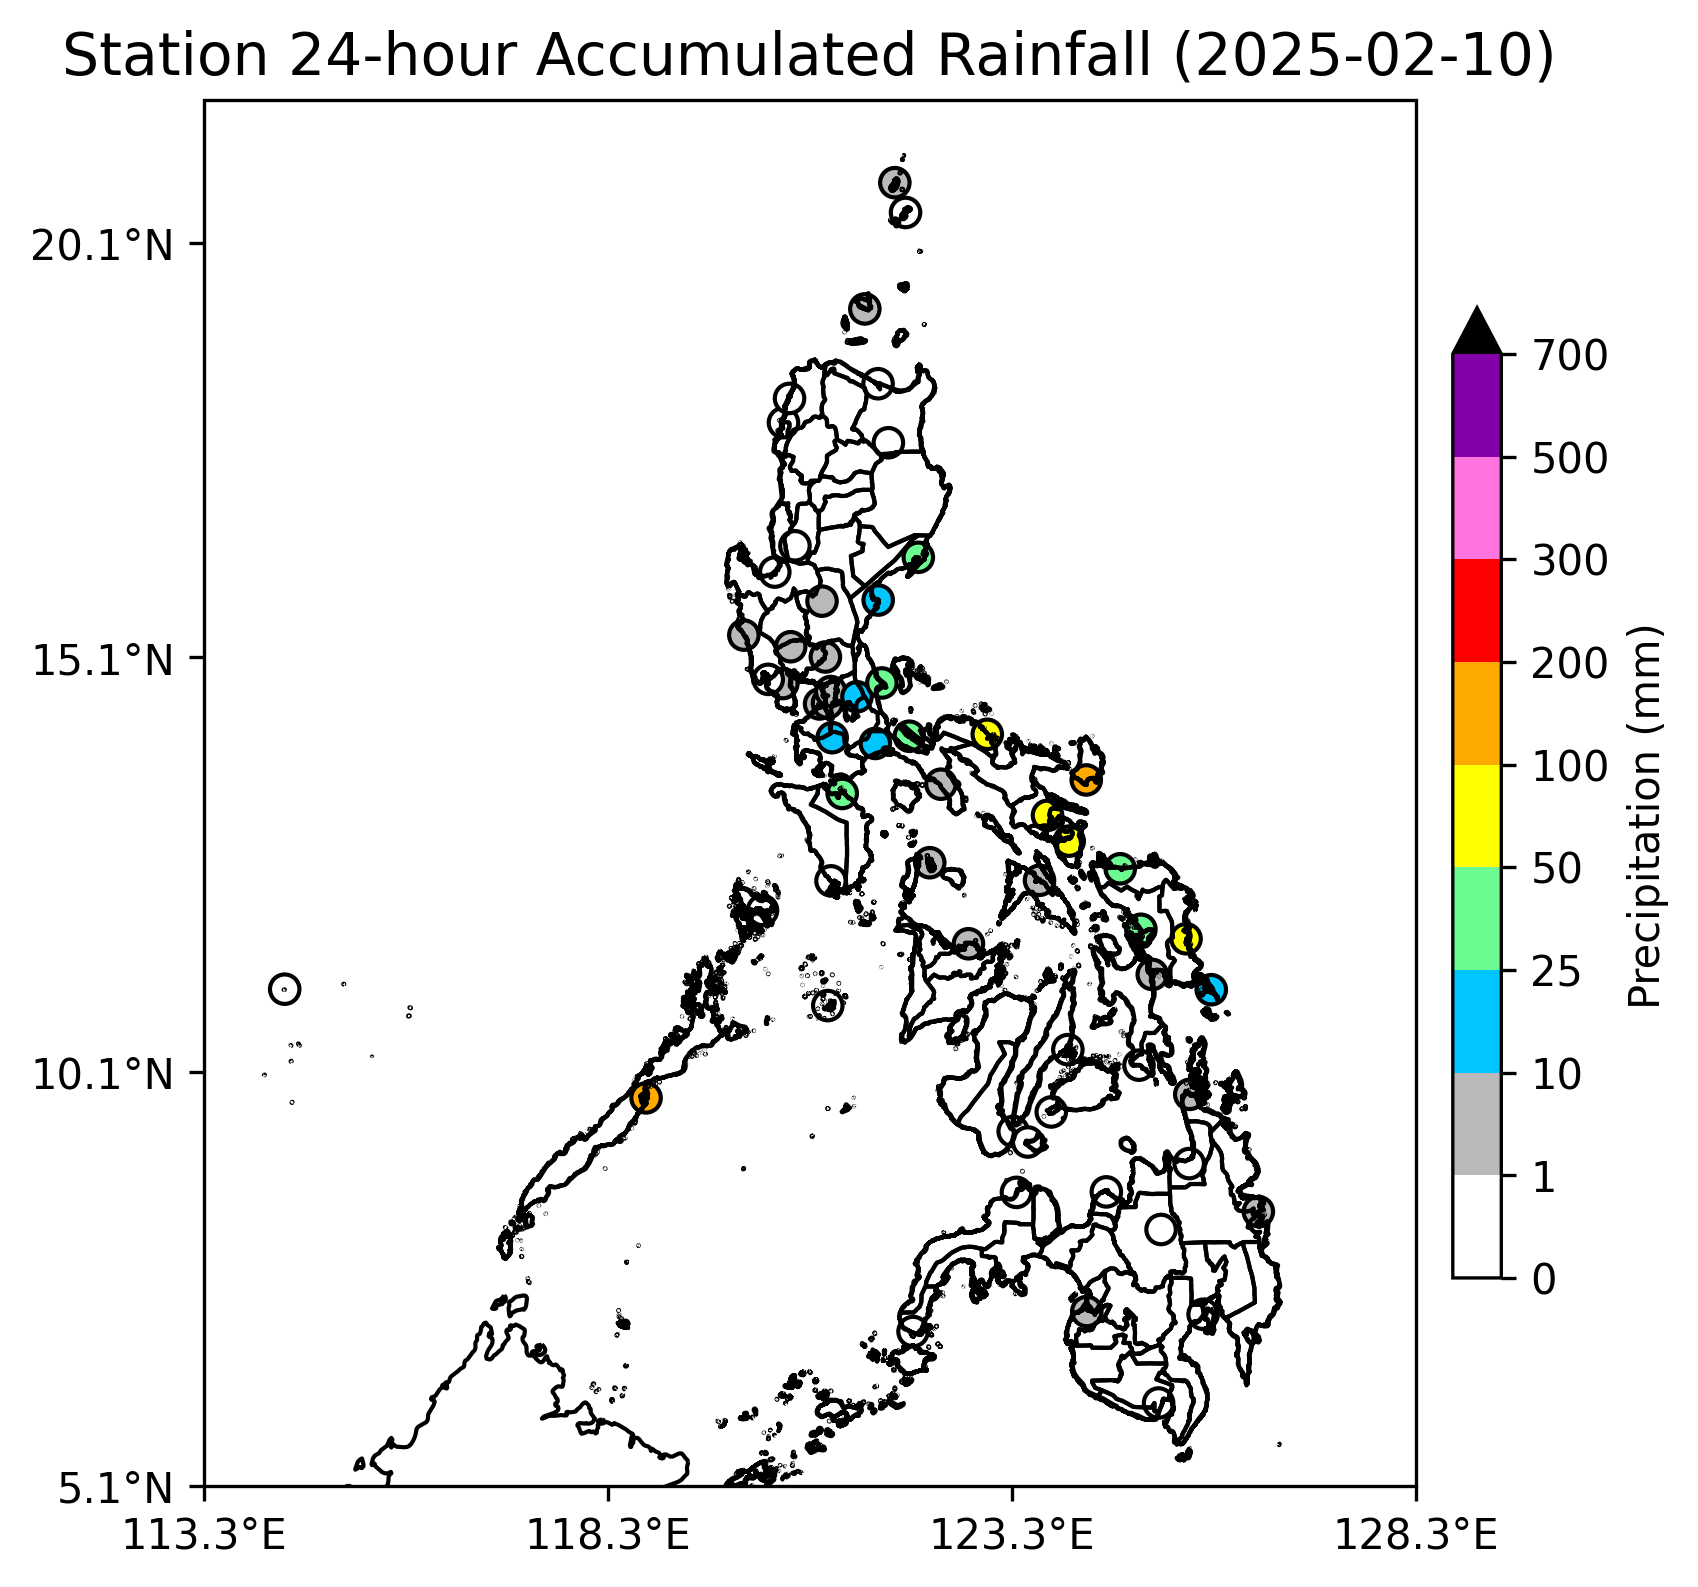 Station 24-hour Accumulated Rainfall (2025-02-10)
20.1°N
15.1°N
10.1°N
5.1°N
113.3°E
118.3°E
123.3°E
128.3°E
700
500
300
200
100
50
25
10
1
0
Precipitation (mm)